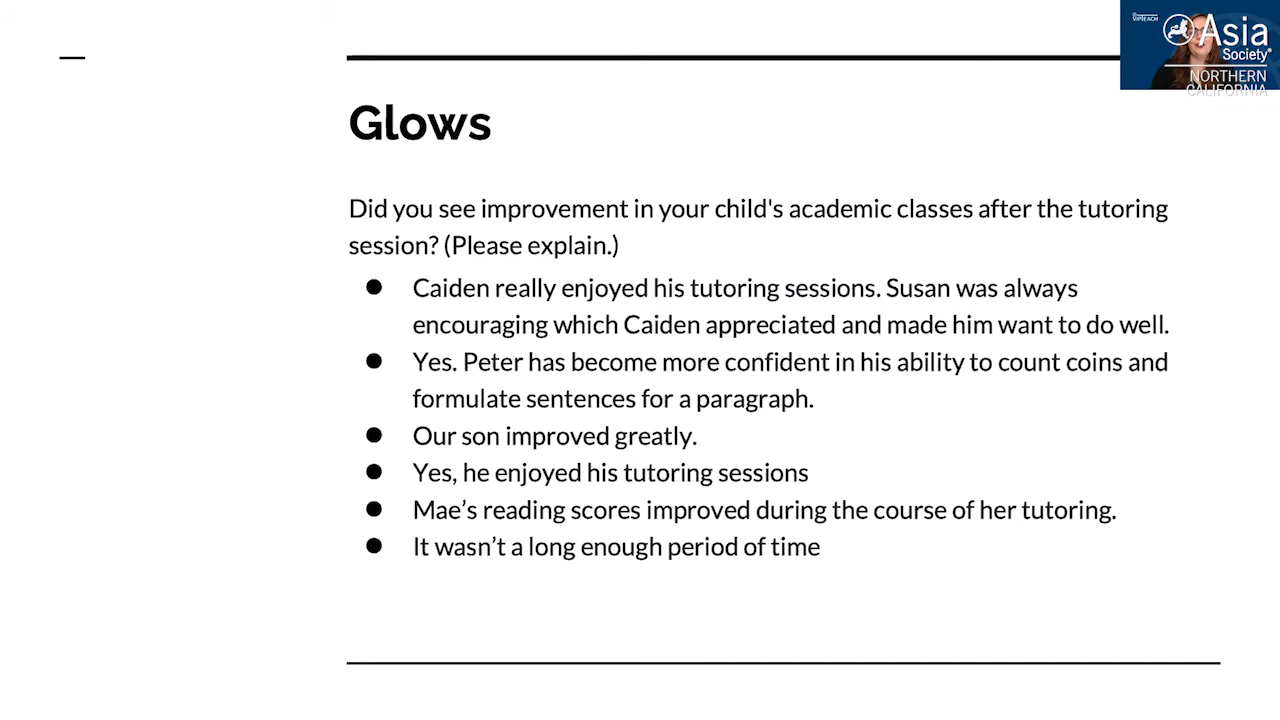 VIPTEACH
Asia
Society
NORTHERN
CALIFORNIA
Glows
Did you see improvement in your child's academic classes after the tutoring
session? (Please explain.)
● Caiden really enjoyed his tutoring sessions. Susan was always
encouraging which Caiden appreciated and made him want to do well.
● Yes. Peter has become more confident in his ability to count coins and
formulate sentences for a paragraph.
● Our son improved greatly.
● Yes, he enjoyed his tutoring sessions
● Mae’s reading scores improved during the course of her tutoring.
● It wasn’t a long enough period of time